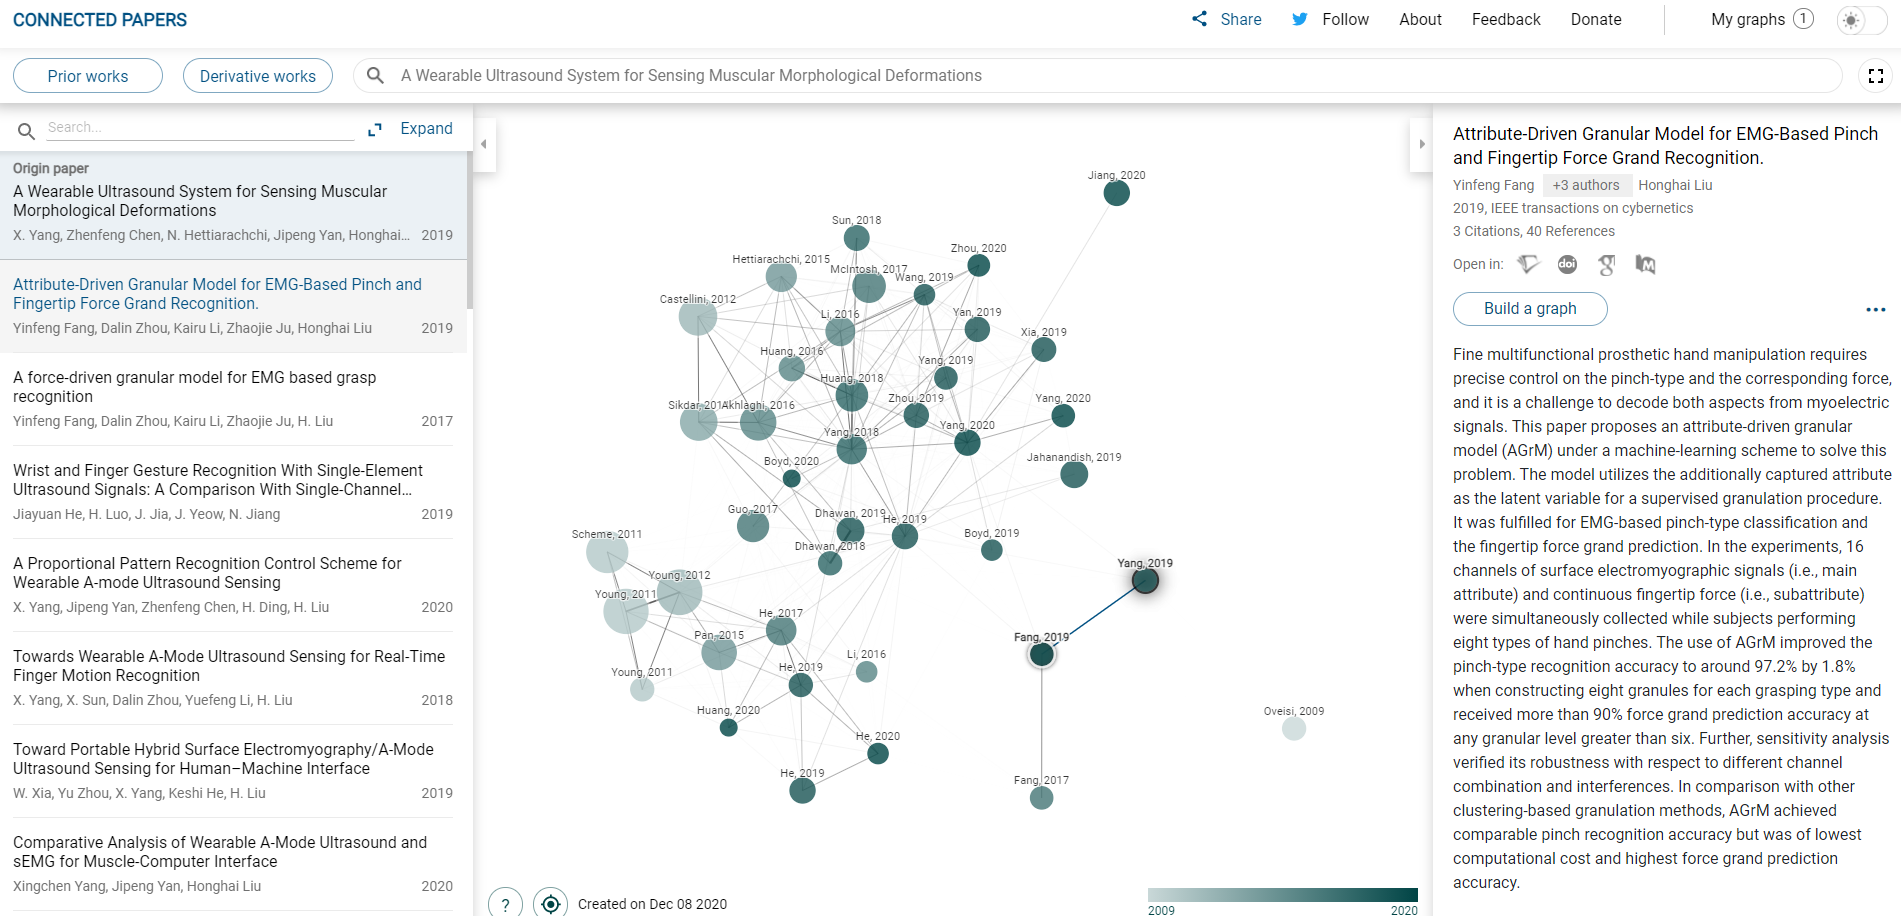 CONNECTED PAPERS
Share
Follow
About
Feedback
Donate
My graphs 1
Prior works
Derivative works
A Wearable Ultrasound System for Sensing Muscular Morphological Deformations
Search...
Expand
Origin paper
A Wearable Ultrasound System for Sensing Muscular
Morphological Deformations
X. Yang, Zhenfeng Chen, N. Hettiarachchi, Jipeng Yan, Honghai... 2019
Attribute-Driven Granular Model for EMG-Based Pinch and
Fingertip Force Grand Recognition.
Yinfeng Fang, Dalin Zhou, Kairu Li, Zhaojie Ju, Honghai Liu 2019
A force-driven granular model for EMG based grasp
recognition
Yinfeng Fang, Dalin Zhou, Kairu Li, Zhaojie Ju, H. Liu 2017
Wrist and Finger Gesture Recognition With Single-Element
Ultrasound Signals: A Comparison With Single-Channel...
Jiayuan He, H. Luo, J. Jia, J. Yeow, N. Jiang 2019
A Proportional Pattern Recognition Control Scheme for
Wearable A-mode Ultrasound Sensing
X. Yang, Jipeng Yan, Zhenfeng Chen, H. Ding, H. Liu 2020
Towards Wearable A-Mode Ultrasound Sensing for Real-Time
Finger Motion Recognition
X. Yang, X. Sun, Dalin Zhou, Yuefeng Li, H. Liu 2018
Toward Portable Hybrid Surface Electromyography/A-Mode
Ultrasound Sensing for Human–Machine Interface
W. Xia, Yu Zhou, X. Yang, Keshi He, H. Liu 2019
Comparative Analysis of Wearable A-Mode Ultrasound and
sEMG for Muscle-Computer Interface
Xingchen Yang, Jipeng Yan, Honghai Liu 2020
Jiang, 2020
Sun, 2018
Zhou, 2020
Hettiarachchi, 2015
McIntosh, 2017
Wang, 2019
Castellini, 2012
Li, 2016
Yan, 2019
Xia, 2019
Huang, 2016
Yang, 2019
Huang, 2018
Zhou, 2019
Yang, 2020
Sikdar, 
Akhlaghi, 2016
Yang, 2018
Yang, 2020
Boyd, 2020
Jahanandish, 2019
Guo, 2017
Dhawan, 2019
He, 2019
Scheme, 2011
Boyd, 2019
Dhawan, 2018
Yang, 2019
Young, 2012
Young, 2011
He, 2017
Pan, 2015
Fang, 2019
Li, 2016
He, 2019
Young, 2011
Huang, 2020
Oveisi, 2009
He, 2020
He, 2019
Fang, 2017
? Created on Dec 08 2020
2009 2020
Attribute-Driven Granular Model for EMG-Based Pinch
and Fingertip Force Grand Recognition.
Yinfeng Fang +3 authors Honghai Liu
2019, IEEE transactions on cybernetics
3 Citations, 40 References
Open in: doi g M
Build a graph
Fine multifunctional prosthetic hand manipulation requires
precise control on the pinch-type and the corresponding force,
and it is a challenge to decode both aspects from myoelectric
signals. This paper proposes an attribute-driven granular
model (AGrM) under a machine-learning scheme to solve this
problem. The model utilizes the additionally captured attribute
as the latent variable for a supervised granulation procedure.
It was fulfilled for EMG-based pinch-type classification and
the fingertip force grand prediction. In the experiments, 16
channels of surface electromyographic signals (i.e., main
attribute) and continuous fingertip force (i.e., subattribute)
were simultaneously collected while subjects performing
eight types of hand pinches. The use of AGrM improved the
pinch-type recognition accuracy to around 97.2% by 1.8%
when constructing eight granules for each grasping type and
received more than 90% force grand prediction accuracy at
any granular level greater than six. Further, sensitivity analysis
verified its robustness with respect to different channel
combination and interferences. In comparison with other
clustering-based granulation methods, AGrM achieved
comparable pinch recognition accuracy but was of lowest
computational cost and highest force grand prediction
accuracy.